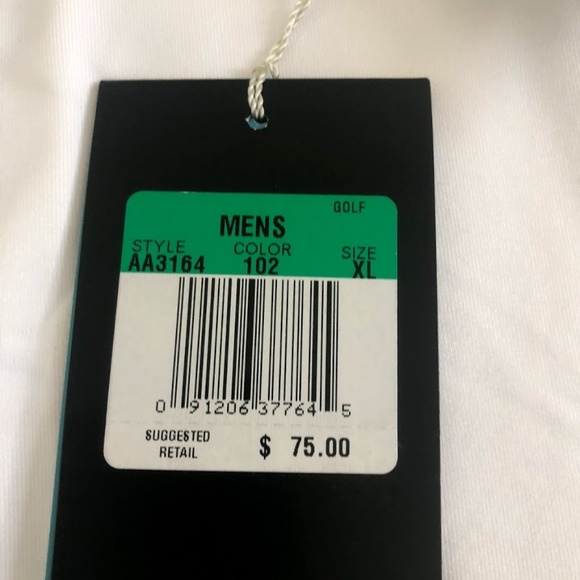 GOLF
MENS
STYLE COLOR SIZE
AA3164 102 XL
0 91206 37764 5
SUGGESTED
RETAIL $ 75.00